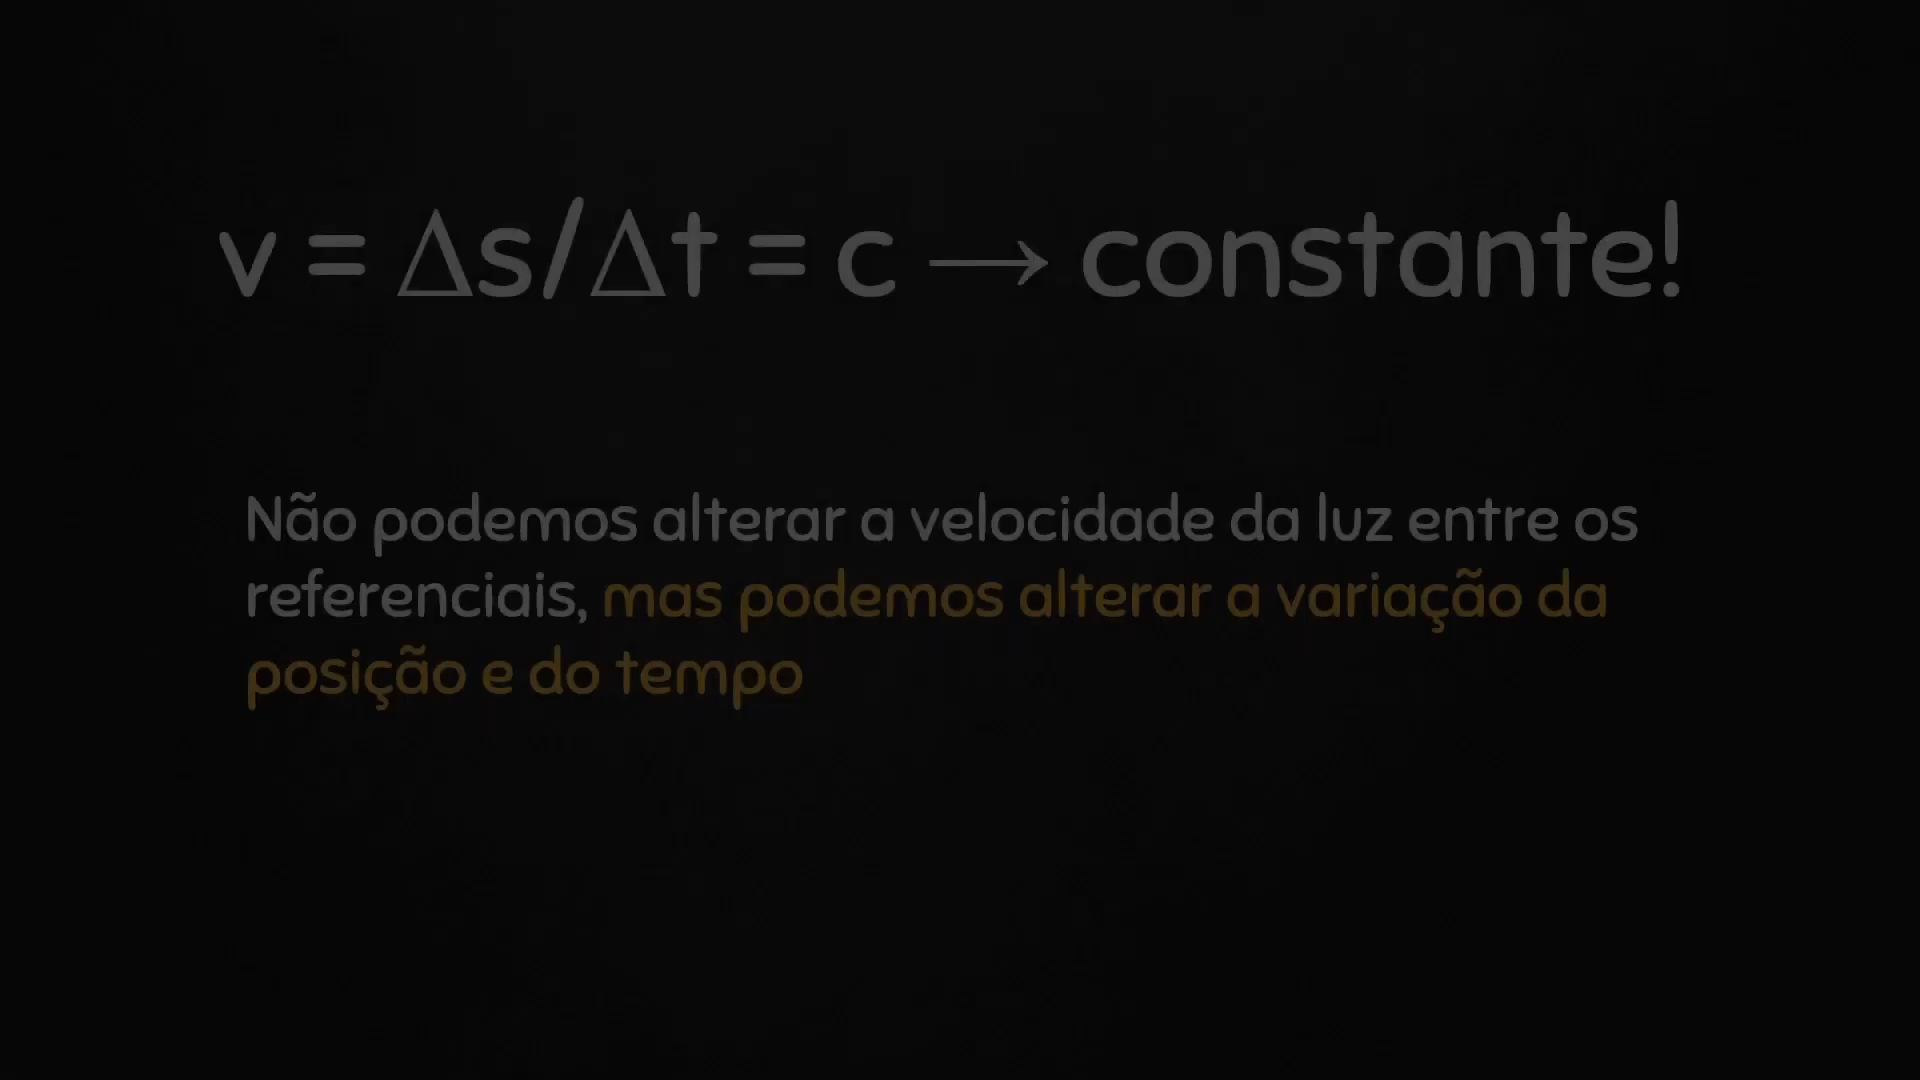 v = Δs/Δt = c → constante!
Não podemos alterar a velocidade da luz entre os
referenciais, mas podemos alterar a variação da
posição e do tempo